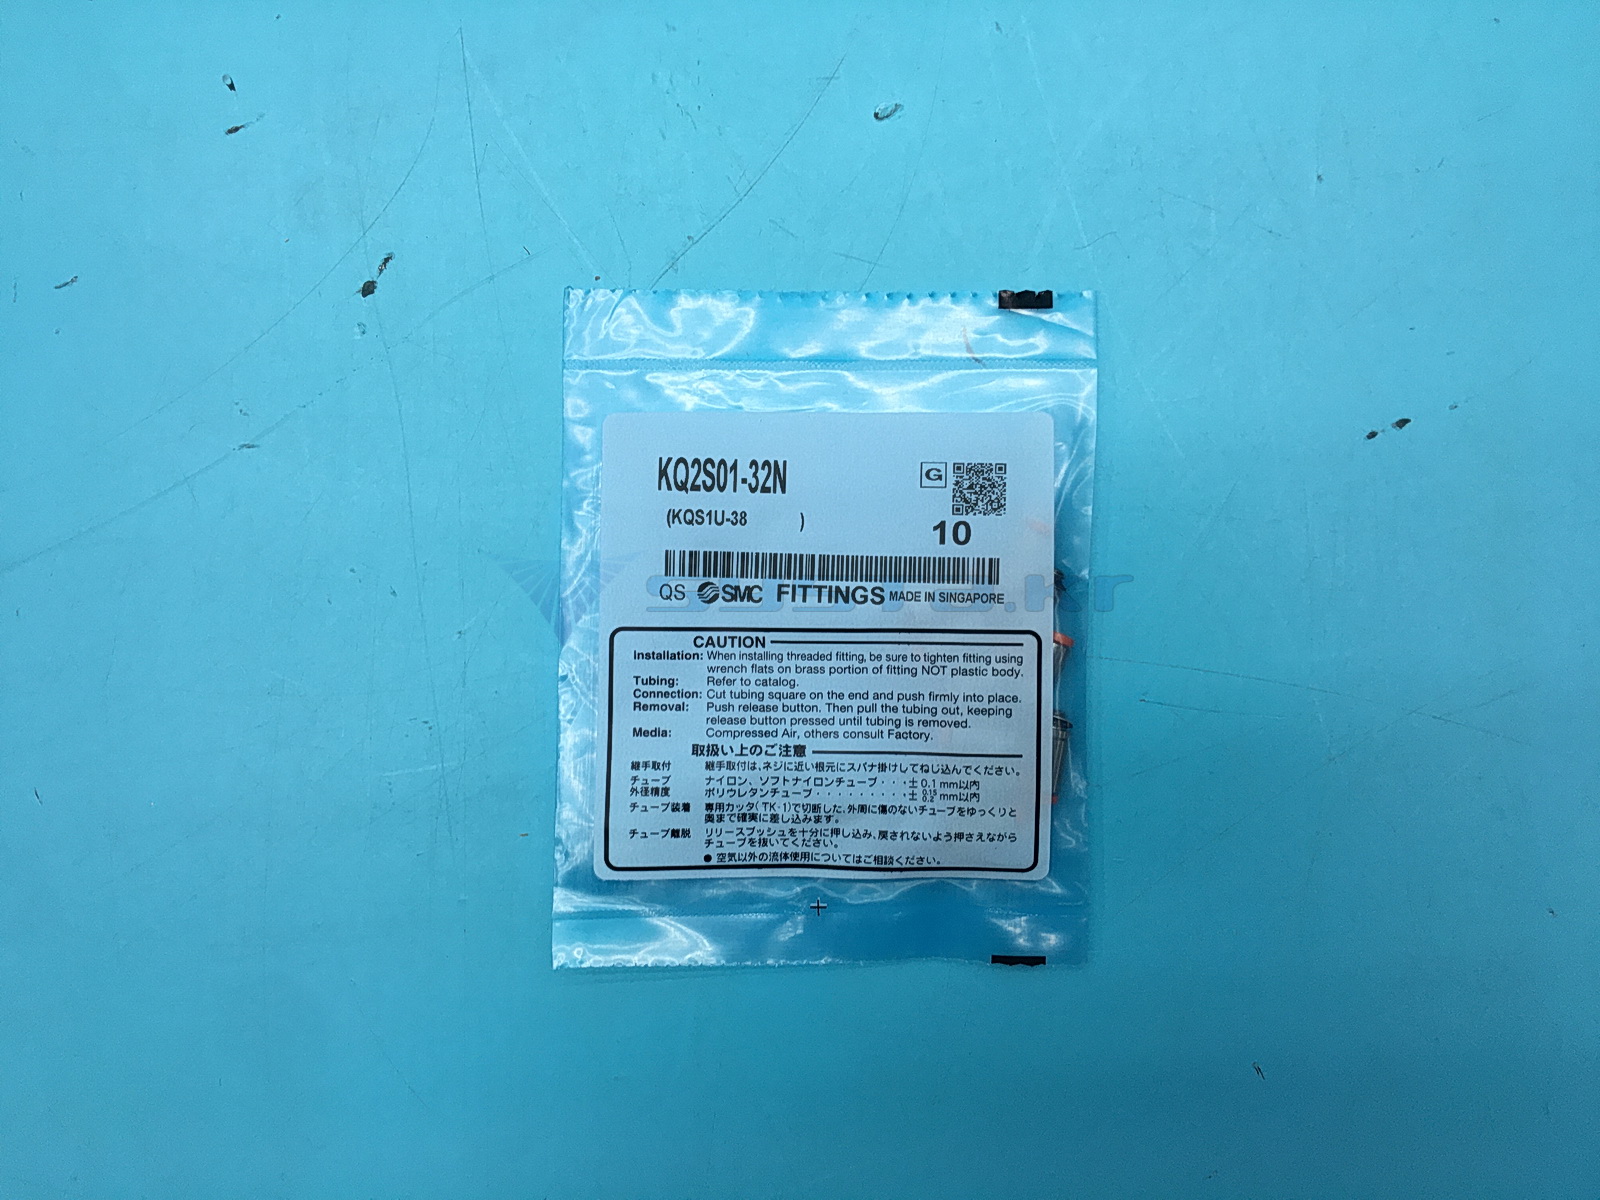 KQ2S01-32N
G
(KQS1U-38 )
10
QS SMC FITTINGS MADE IN SINGAPORE
CAUTION
Installation: When installing threaded fitting, be sure to tighten fitting using
wrench flats on brass portion of fitting NOT plastic body.
Tubing: Refer to catalog.
Connection: Cut tubing square on the end and push firmly into place.
Removal: Push release button. Then pull the tubing out, keeping
release button pressed until tubing is removed.
Media: Compressed Air, others consult Factory.
取扱い上のご注意
継手取付 継手取付は、ネジに近い根元にスパナ掛けしてねじ込んでください。
チューブ ナイロン、ソフトナイロンチューブ・・・± 0.1 mm以内
外径精度 ポリウレタンチューブ・・・・・・・・・± 0.15 0.2 mm以内
チューブ装着 専用カッタ(TK-1)で切断した、外周に傷のないチューブをゆっくりと
奥まで確実に差し込みます。
チューブ離脱 リリースプッシュを十分に押し込み、戻されないよう押さえながら
チューブを抜いてください。
● 空気以外の流体使用についてはご相談ください。